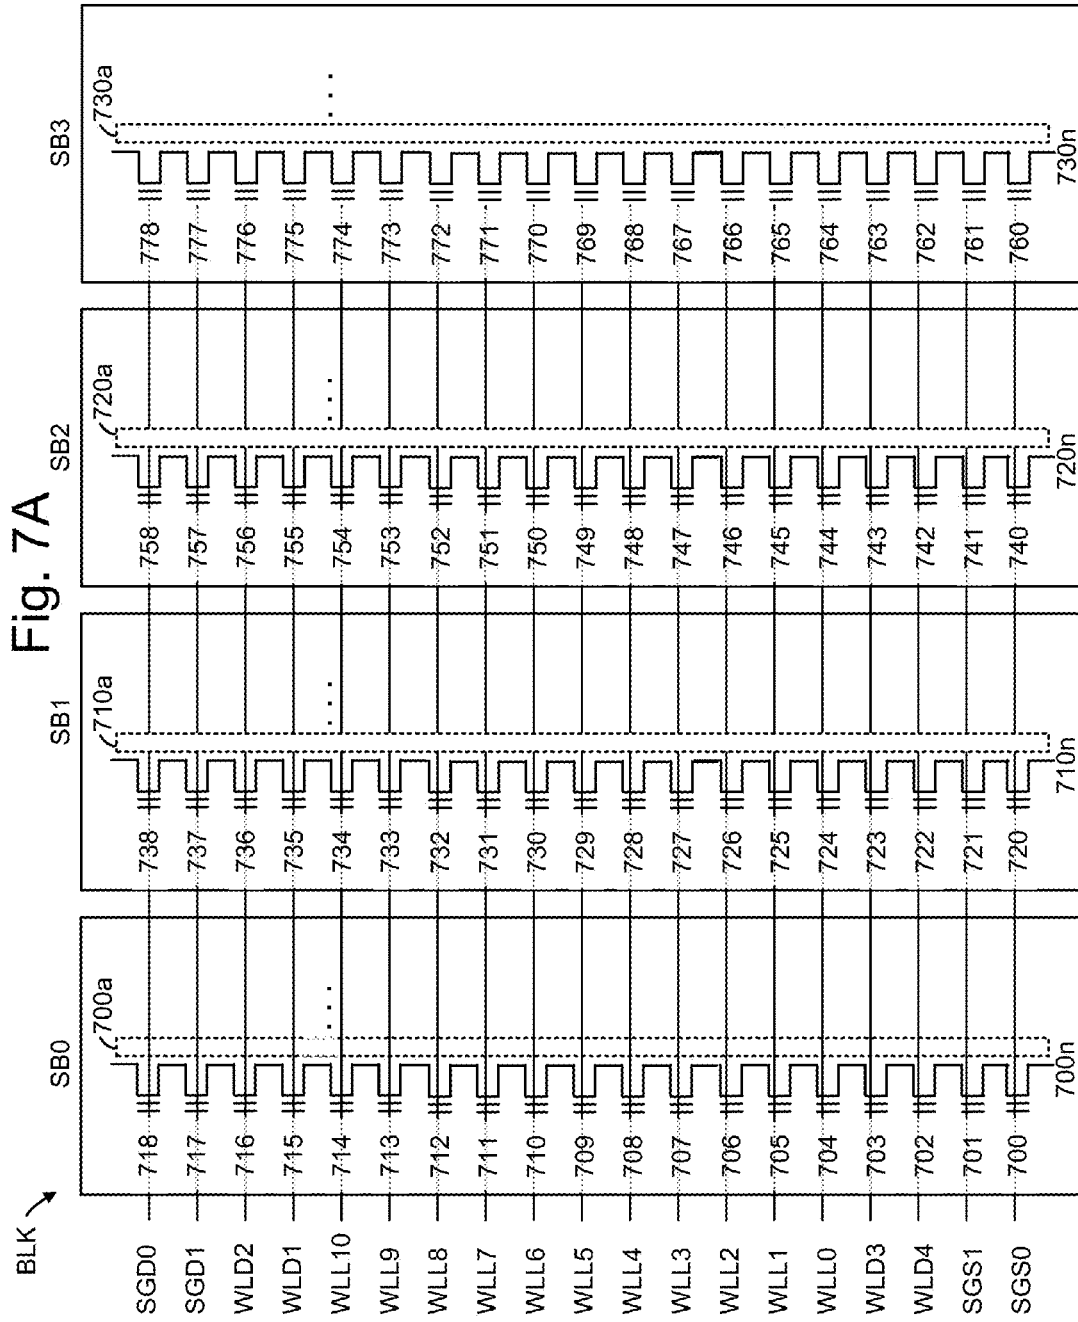 Fig. 7A
BLK
SB0 SB1 SB2 SB3
700a 710a 720a 730a
SGD0 718 738 758 778
SGD1 717 737 757 777
WLD2 716 736 756 776
WLD1 715 735 755 775
WLL10 714 734 754 774
WLL9 713 733 753 773
WLL8 712 732 752 772
WLL7 711 731 751 771
WLL6 710 730 750 770
WLL5 709 729 749 769
WLL4 708 728 748 768
WLL3 707 727 747 767
WLL2 706 726 746 766
WLL1 705 725 745 765
WLL0 704 724 744 764
WLD3 703 723 743 763
WLD4 702 722 742 762
SGS1 701 721 741 761
SGS0 700 720 740 760
700n 710n 720n 730n